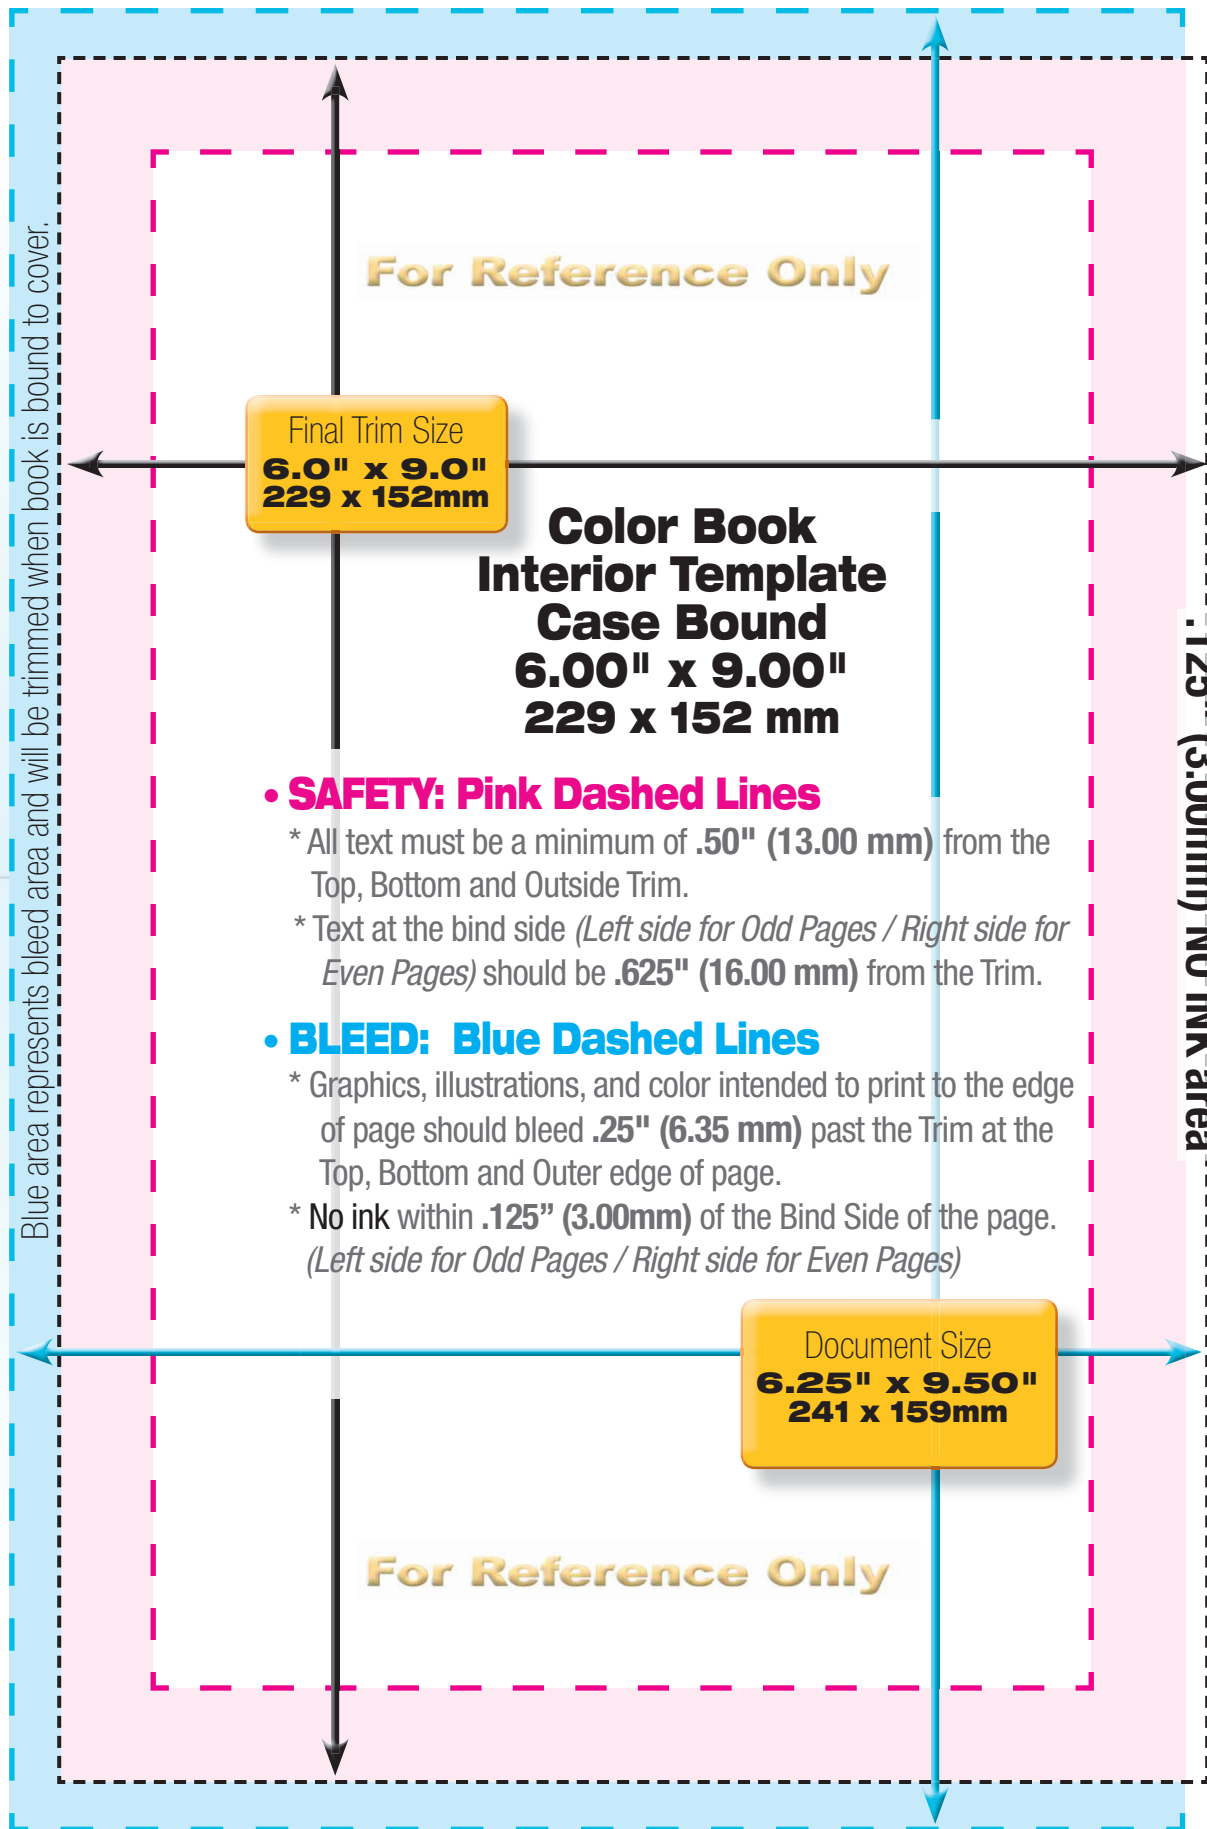 For Reference Only
Final Trim Size
6.0" x 9.0"
229 x 152mm
Color Book
Interior Template
Case Bound
6.00" x 9.00"
229 x 152 mm
• SAFETY: Pink Dashed Lines
* All text must be a minimum of .50" (13.00 mm) from the
Top, Bottom and Outside Trim.
* Text at the bind side (Left side for Odd Pages / Right side for
Even Pages) should be .625" (16.00 mm) from the Trim.
• BLEED: Blue Dashed Lines
* Graphics, illustrations, and color intended to print to the edge
of page should bleed .25" (6.35 mm) past the Trim at the
Top, Bottom and Outer edge of page.
* No ink within .125” (3.00mm) of the Bind Side of the page.
(Left side for Odd Pages / Right side for Even Pages)
Document Size
6.25" x 9.50"
241 x 159mm
For Reference Only
Blue area represents bleed area and will be trimmed when book is bound to cover.
.125" (3.00mm) NO INK area